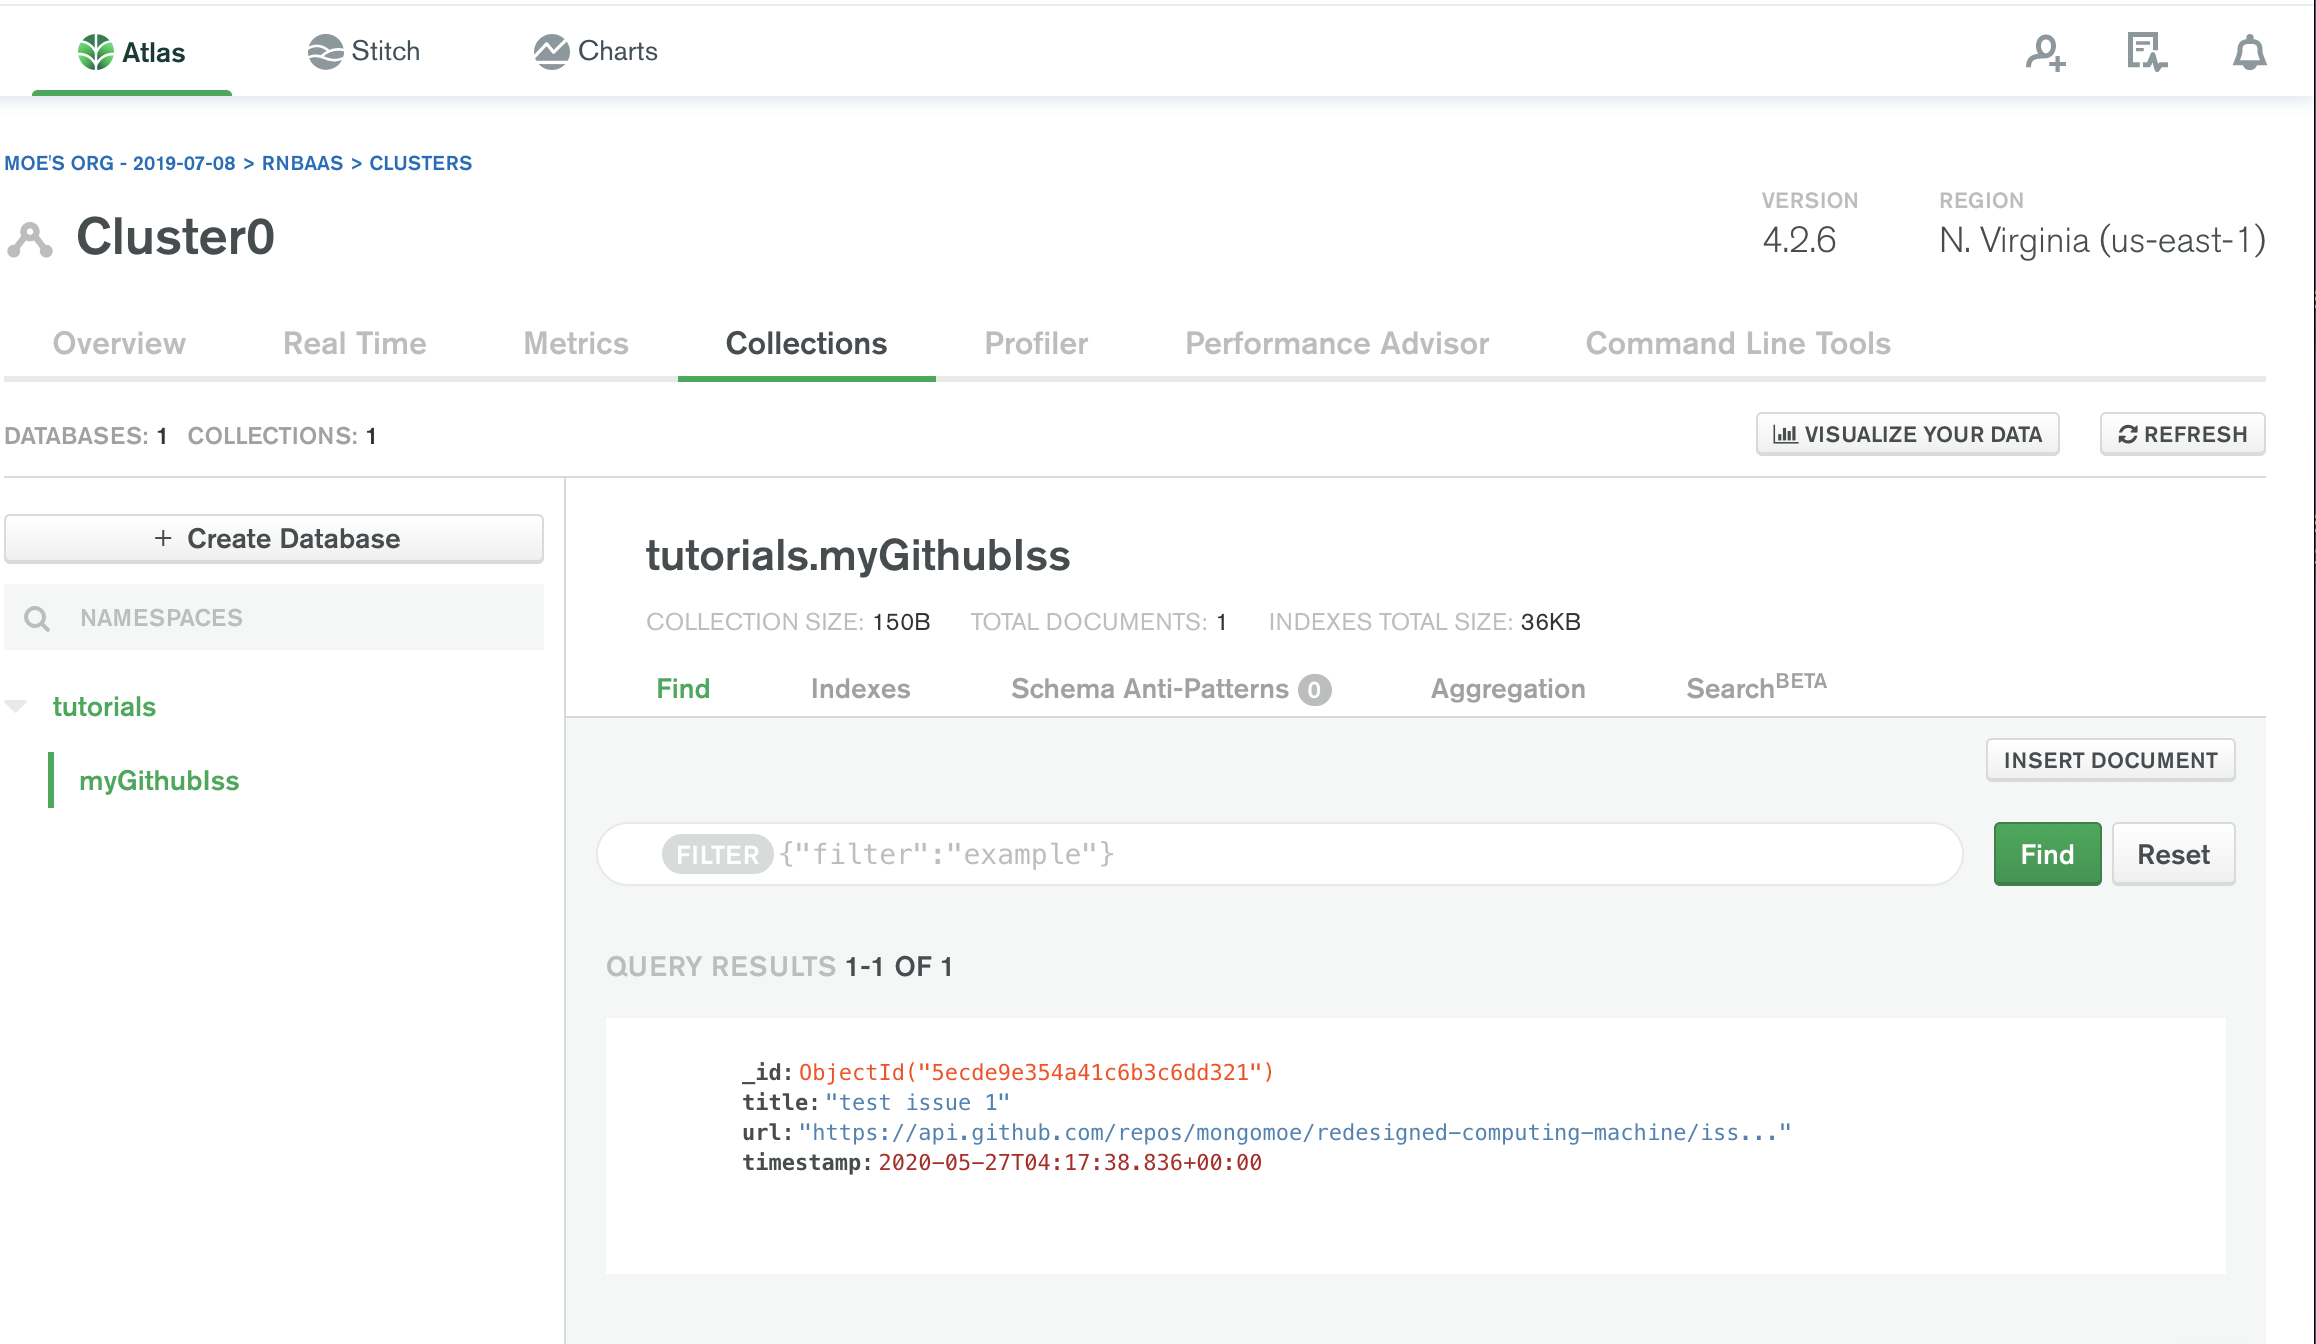 Atlas Stitch Charts
MOE'S ORG - 2019-07-08 > RNBAAS > CLUSTERS
Cluster0
VERSION
4.2.6
REGION
N. Virginia (us-east-1)
Overview Real Time Metrics Collections Profiler Performance Advisor Command Line Tools
DATABASES: 1 COLLECTIONS: 1
VISUALIZE YOUR DATA REFRESH
+ Create Database
NAMESPACES
tutorials
myGithubIss
tutorials.myGithubIss
COLLECTION SIZE: 150B TOTAL DOCUMENTS: 1 INDEXES TOTAL SIZE: 36KB
Find Indexes Schema Anti-Patterns 0 Aggregation Search BETA
INSERT DOCUMENT
FILTER {"filter":"example"}
Find Reset
QUERY RESULTS 1-1 OF 1
_id: ObjectId("5ecde9e354a41c6b3c6dd321")
title: "test issue 1"
url: "https://api.github.com/repos/mongomoe/redesigned-computing-machine/iss..."
timestamp: 2020-05-27T04:17:38.836+00:00